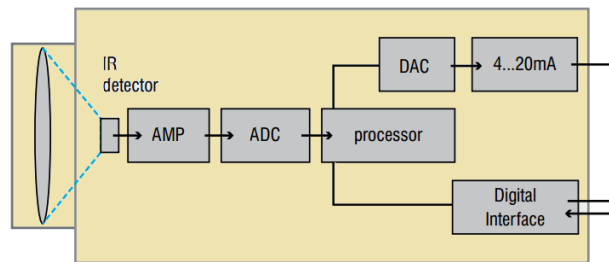 IR
detector
AMP
ADC
processor
DAC
4...20mA
Digital
Interface